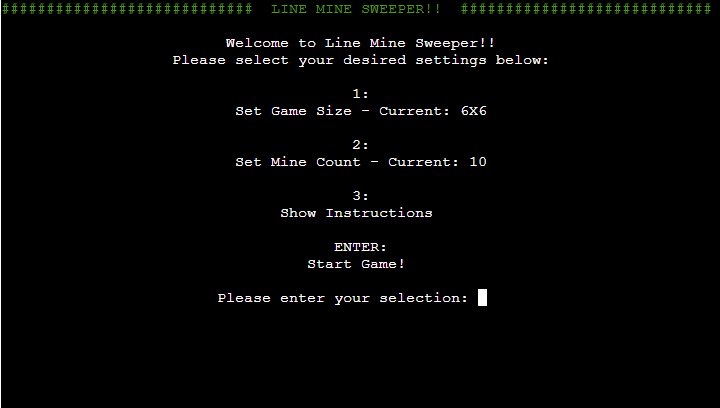 ############################  LINE MINE SWEEPER!!  ############################
Welcome to Line Mine Sweeper!!
Please select your desired settings below:
1:
Set Game Size - Current: 6X6
2:
Set Mine Count - Current: 10
3:
Show Instructions
ENTER:
Start Game!
Please enter your selection: